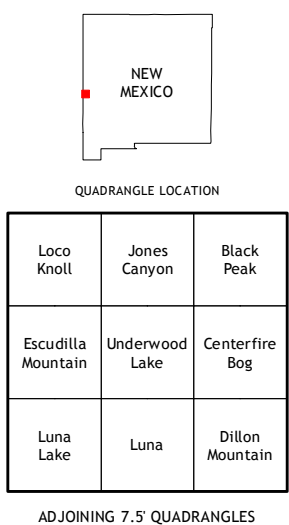 NEW
MEXICO
QUADRANGLE LOCATION
Loco
Knoll
Jones
Canyon
Black
Peak
Escudilla
Mountain
Underwood
Lake
Centerfire
Bog
Luna
Lake
Luna
Dillon
Mountain
ADJOINING 7.5' QUADRANGLES